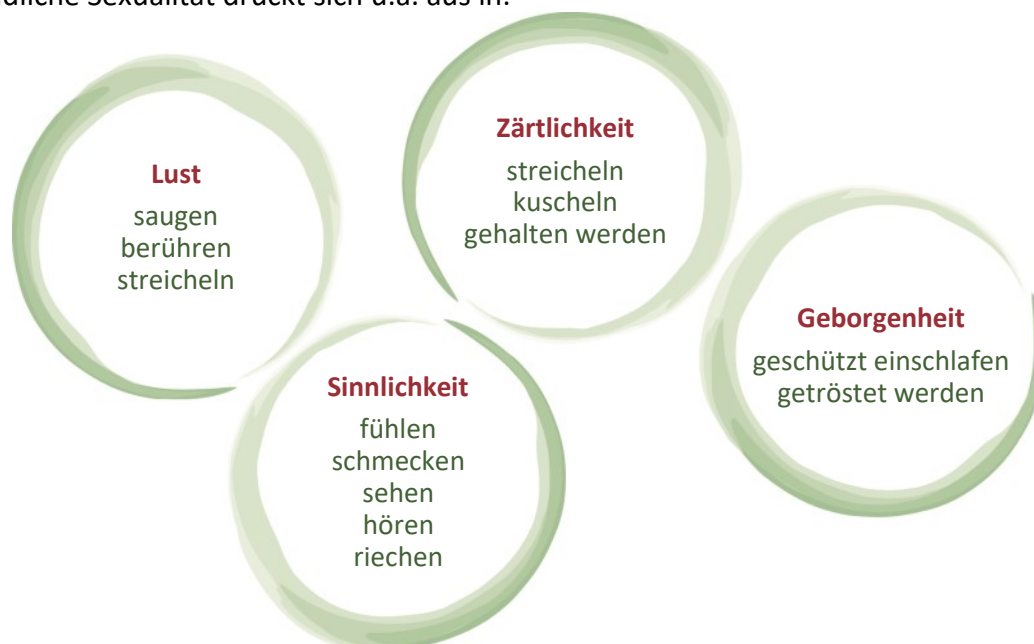 dliche Sexualität drückt sich u.a. aus in:
Lust
saugen
berühren
streicheln
Zärtlichkeit
streicheln
kuscheln
gehalten werden
Sinnlichkeit
fühlen
schmecken
sehen
hören
riechen
Geborgenheit
geschützt einschlafen
getröstet werden